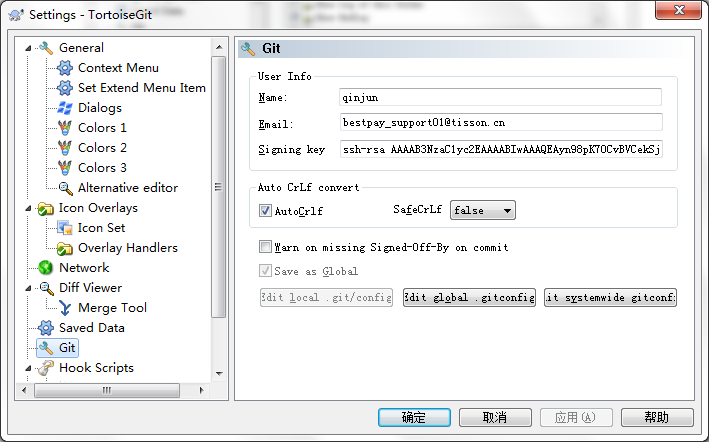 Settings - TortoiseGit
General
Context Menu
Set Extend Menu Item
Dialogs
Colors 1
Colors 2
Colors 3
Alternative editor
Icon Overlays
Icon Set
Overlay Handlers
Network
Diff Viewer
Merge Tool
Saved Data
Git
Hook Scripts
Git
User Info
Name: qinjun
Email: bestpay_support01@tisson.cn
Signing key ssh-rsa AAAAB3NzaC1yc2EAAAABIwAAAQEAyn98pK7OCvBVCekSj
Auto CrLf convert
AutoCrlf SafeCrLf false
Warn on missing Signed-Off-By on commit
Save as Global
Edit local .git/config Edit global .gitconfig it systemwide gitconf
确定 取消 应用(A) 帮助